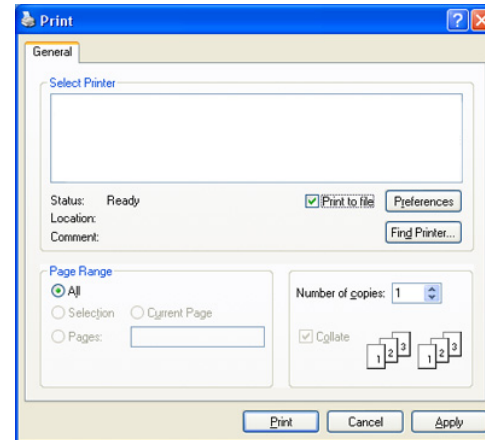 Print
General
Select Printer
Status: Ready
Print to file
Preferences
Location:
Comment:
Find Printer...
Page Range
All
Selection
Current Page
Pages:
Number of copies: 1
Collate
1 2 3 1 2 3
Print
Cancel
Apply